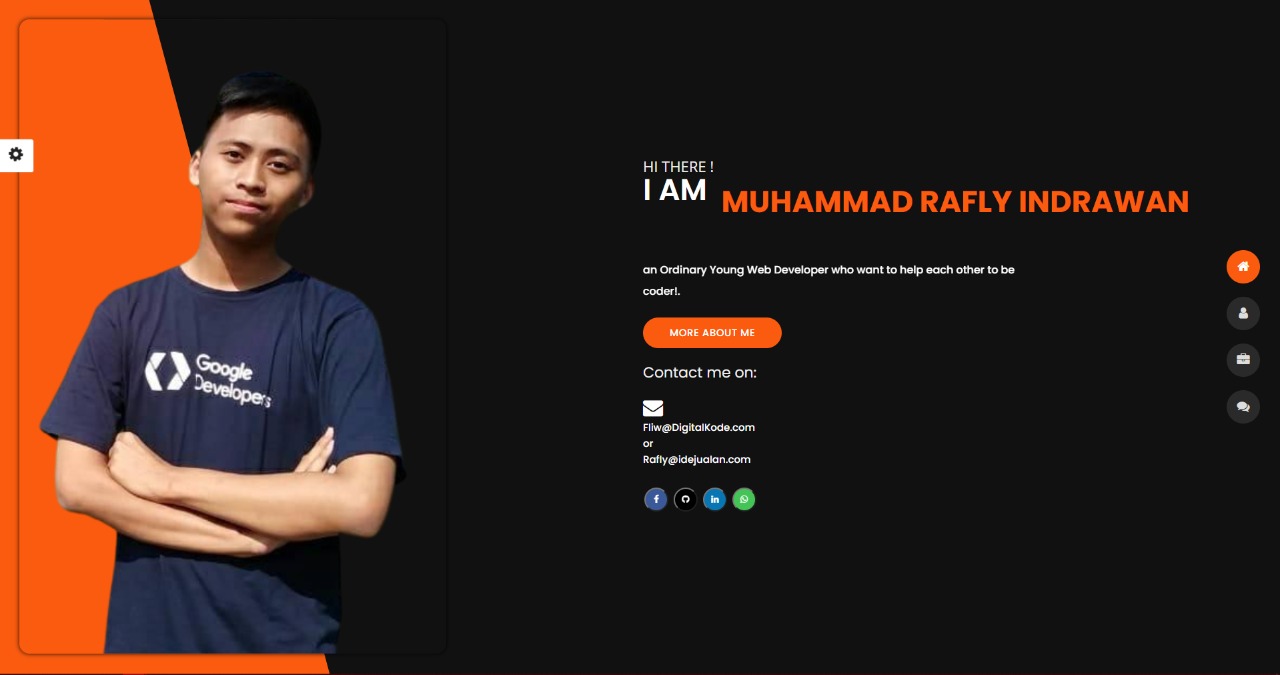 HI THERE !
I AM MUHAMMAD RAFLY INDRAWAN
an Ordinary Young Web Developer who want to help each other to be
coder!.
MORE ABOUT ME
Contact me on:
Fliw@DigitalKode.com
or
Rafly@idejualan.com
Google
Developers